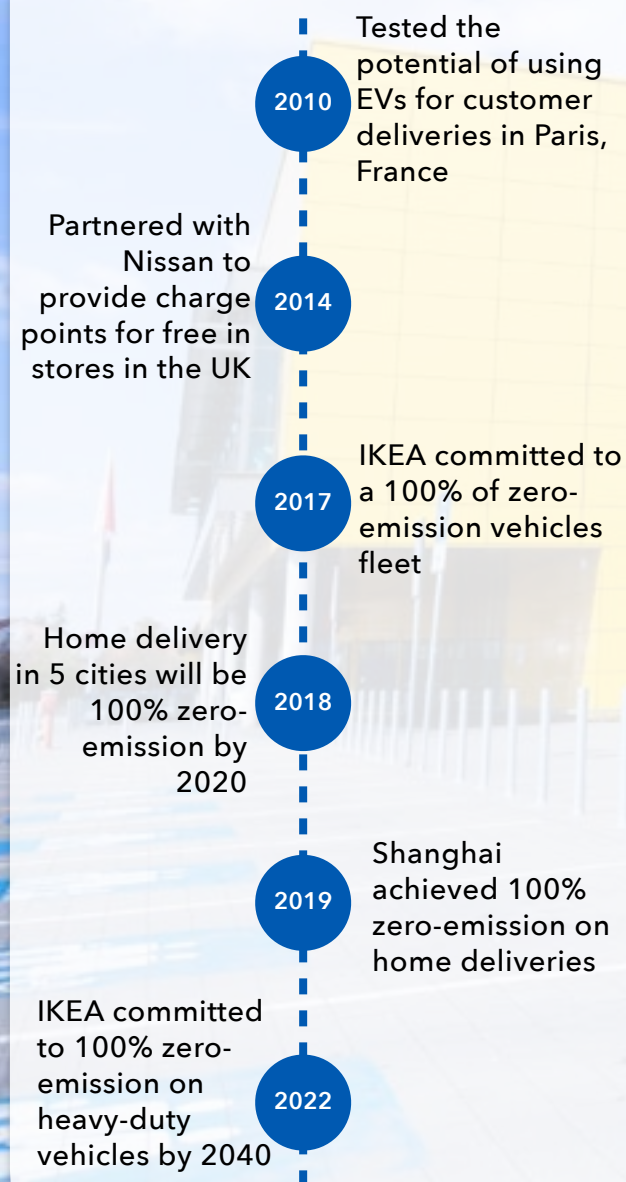 2010
Tested the
potential of using
EVs for customer
deliveries in Paris,
France
2014
Partnered with
Nissan to
provide charge
points for free in
stores in the UK
2017
IKEA committed to
a 100% of zero-
emission vehicles
fleet
2018
Home delivery
in 5 cities will be
100% zero-
emission by
2020
2019
Shanghai
achieved 100%
zero-emission on
home deliveries
2022
IKEA committed
to 100% zero-
emission on
heavy-duty
vehicles by 2040